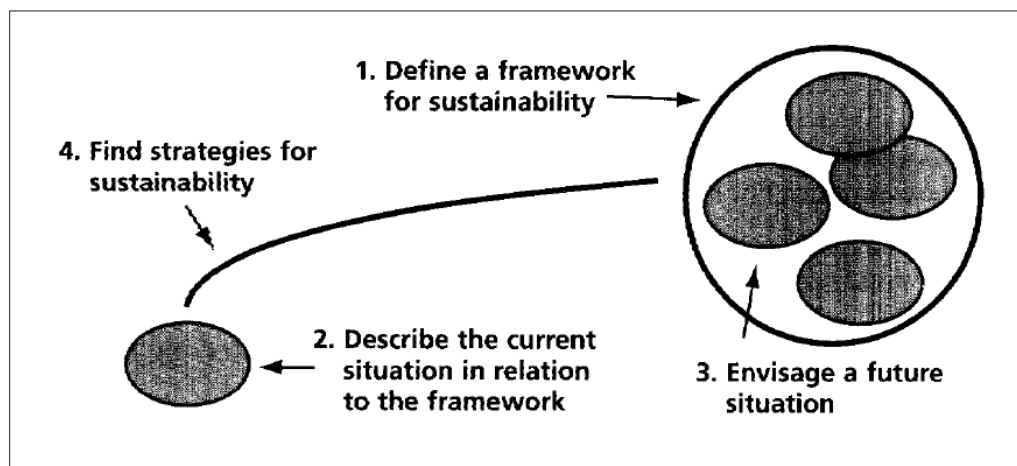 1. Define a framework
for sustainability
4. Find strategies for
sustainability
2. Describe the current
situation in relation
to the framework
3. Envisage a future
situation